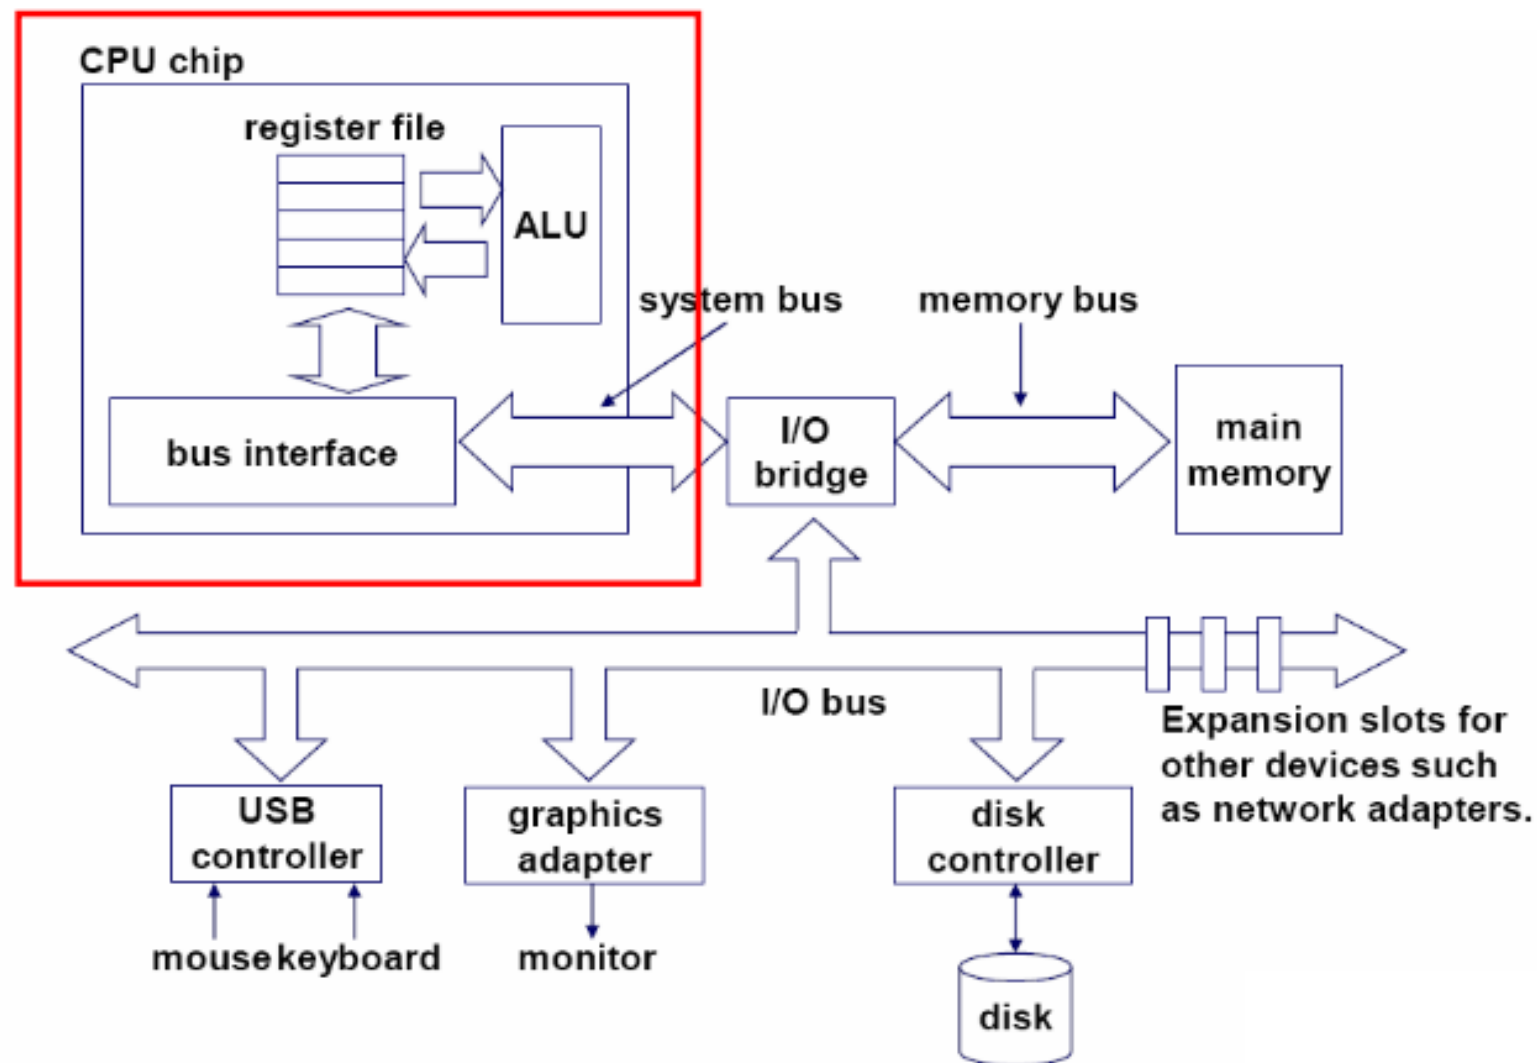 CPU chip
register file
ALU
system bus
memory bus
bus interface
I/O
bridge
main
memory
I/O bus
Expansion slots for
other devices such
as network adapters.
USB
controller
graphics
adapter
disk
controller
mouse keyboard
monitor
disk